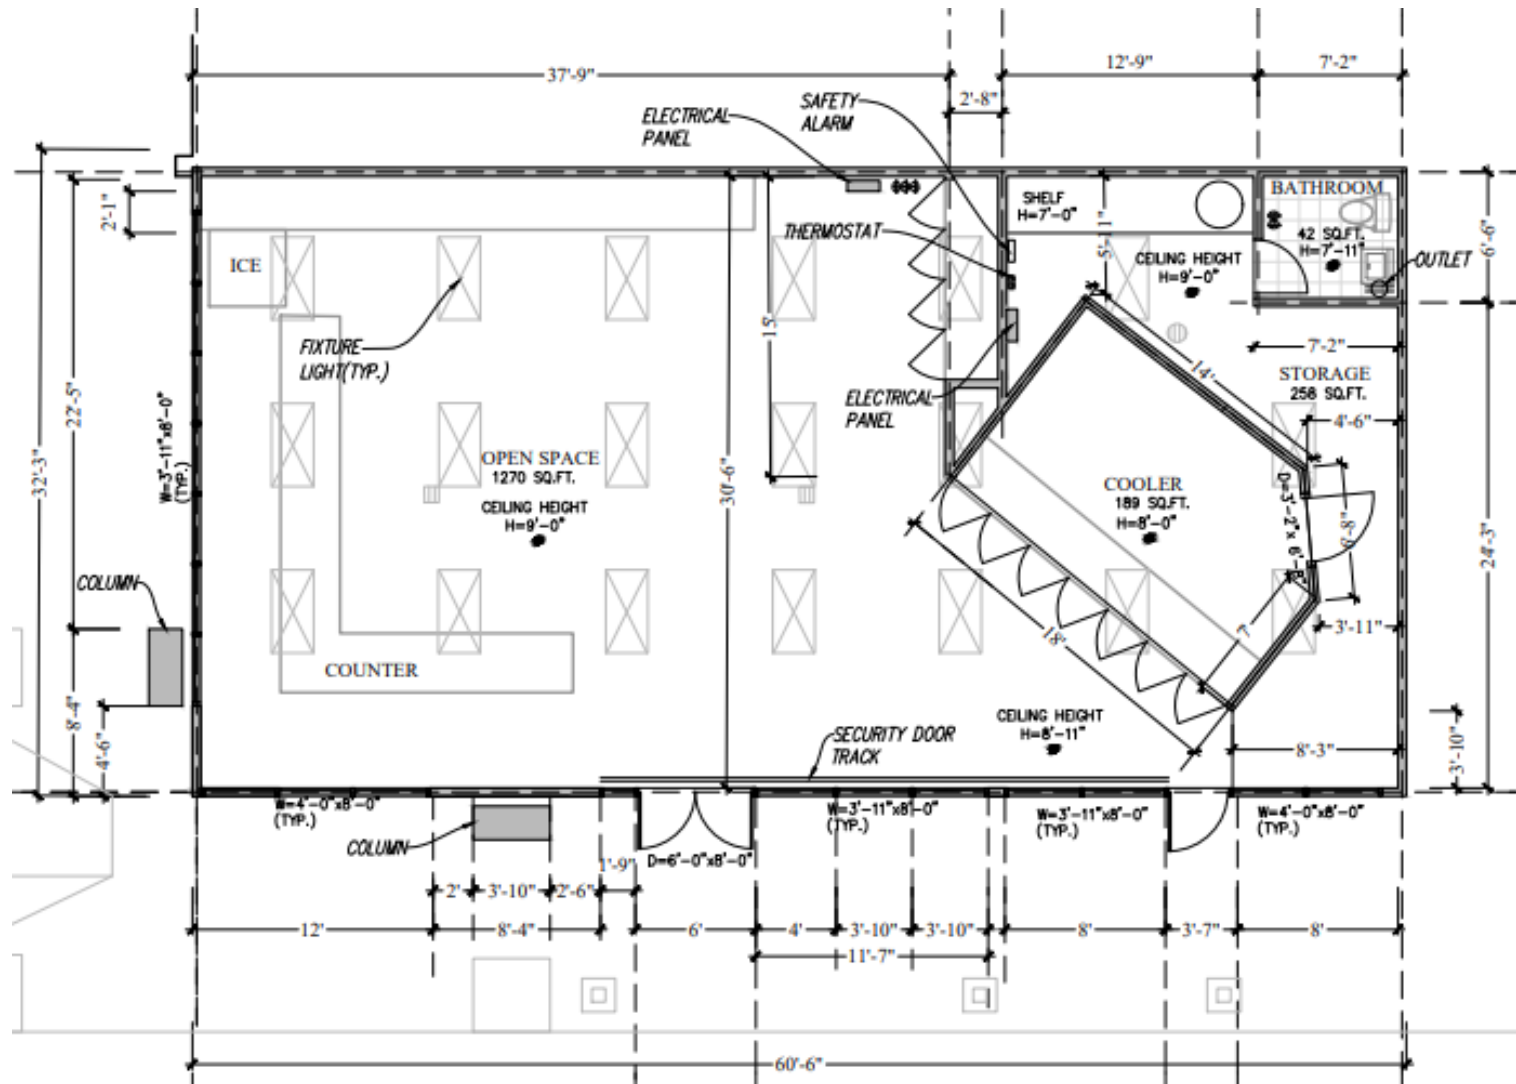 37'-9"
12'-9"
7'-2"
2'-8"
SAFETY
ALARM
ELECTRICAL
PANEL
SHELF
H=7'-0"
BATHROOM
42 SQ.FT.
H=7'-11"
OUTLET
6'-6"
2'-1"
ICE
THERMOSTAT
5'-11"
CEILING HEIGHT
H=9'-0"
FIXTURE
LIGHT(TYP.)
15'
14'
7'-2"
STORAGE
258 SQ.FT.
4'-6"
ELECTRICAL
PANEL
32'-3"
22'-5"
W=3'-11"x8'-0"
(TYP.)
OPEN SPACE
1270 SQ.FT.
CEILING HEIGHT
H=9'-0"
30'-6"
COOLER
189 SQ.FT.
H=8'-0"
D=3'-2"x 6'-8"
6'-8"
24'-3"
COLUMN
8'-4"
4'-6"
COUNTER
18'
7'
3'-11"
CEILING HEIGHT
H=8'-11"
SECURITY DOOR
TRACK
8'-3"
3'-10"
W=4'-0"x8'-0"
(TYP.)
COLUMN
D=6'-0"x8'-0"
W=3'-11"x8'-0"
(TYP.)
W=3'-11"x8'-0"
(TYP.)
W=4'-0"x8'-0"
(TYP.)
1'-9"
2'
3'-10"
2'-6"
12'
8'-4"
6'
4'
3'-10"
3'-10"
8'
3'-7"
8'
11'-7"
60'-6"